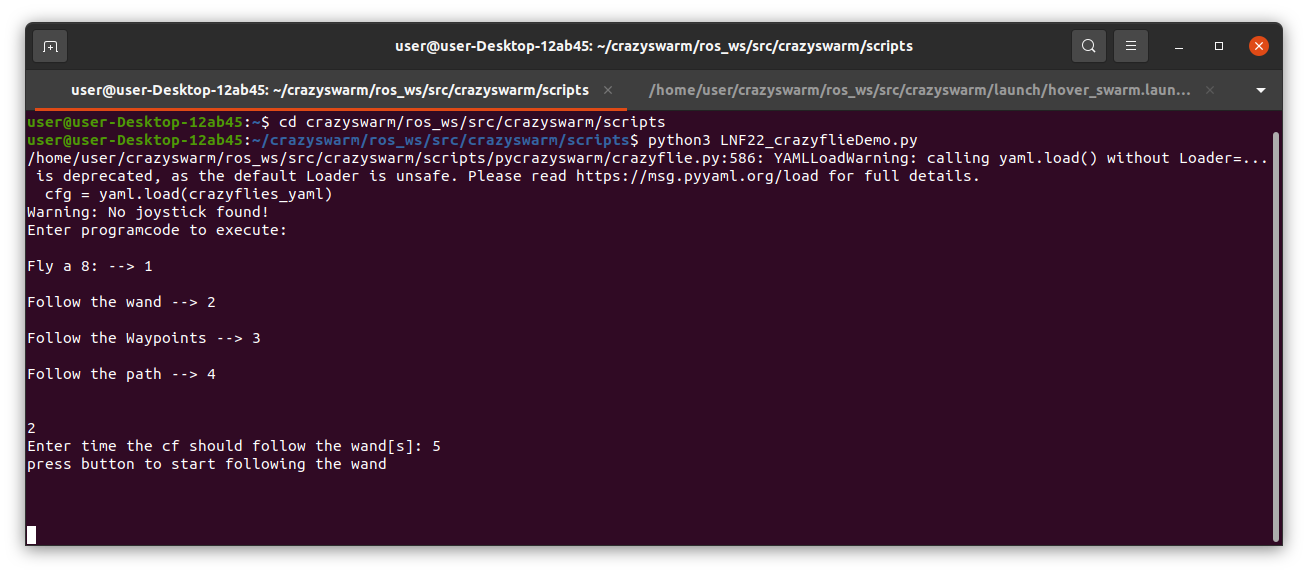 user@user-Desktop-12ab45: ~/crazyswarm/ros_ws/src/crazyswarm/scripts
user@user-Desktop-12ab45: ~/crazyswarm/ros_ws/src/crazyswarm/scripts
/home/user/crazyswarm/ros_ws/src/crazyswarm/launch/hover_swarm.laun...
user@user-Desktop-12ab45:~$ cd crazyswarm/ros_ws/src/crazyswarm/scripts
user@user-Desktop-12ab45:~/crazyswarm/ros_ws/src/crazyswarm/scripts$ python3 LNF22_crazyflieDemo.py
/home/user/crazyswarm/ros_ws/src/crazyswarm/scripts/pycrazyswarm/crazyflie.py:586: YAMLLoadWarning: calling yaml.load() without Loader=...
is deprecated, as the default Loader is unsafe. Please read https://msg.pyyaml.org/load for full details.
cfg = yaml.load(crazyflies_yaml)
Warning: No joystick found!
Enter programcode to execute:
Fly a 8: --> 1
Follow the wand --> 2
Follow the Waypoints --> 3
Follow the path --> 4
2
Enter time the cf should follow the wand[s]: 5
press button to start following the wand